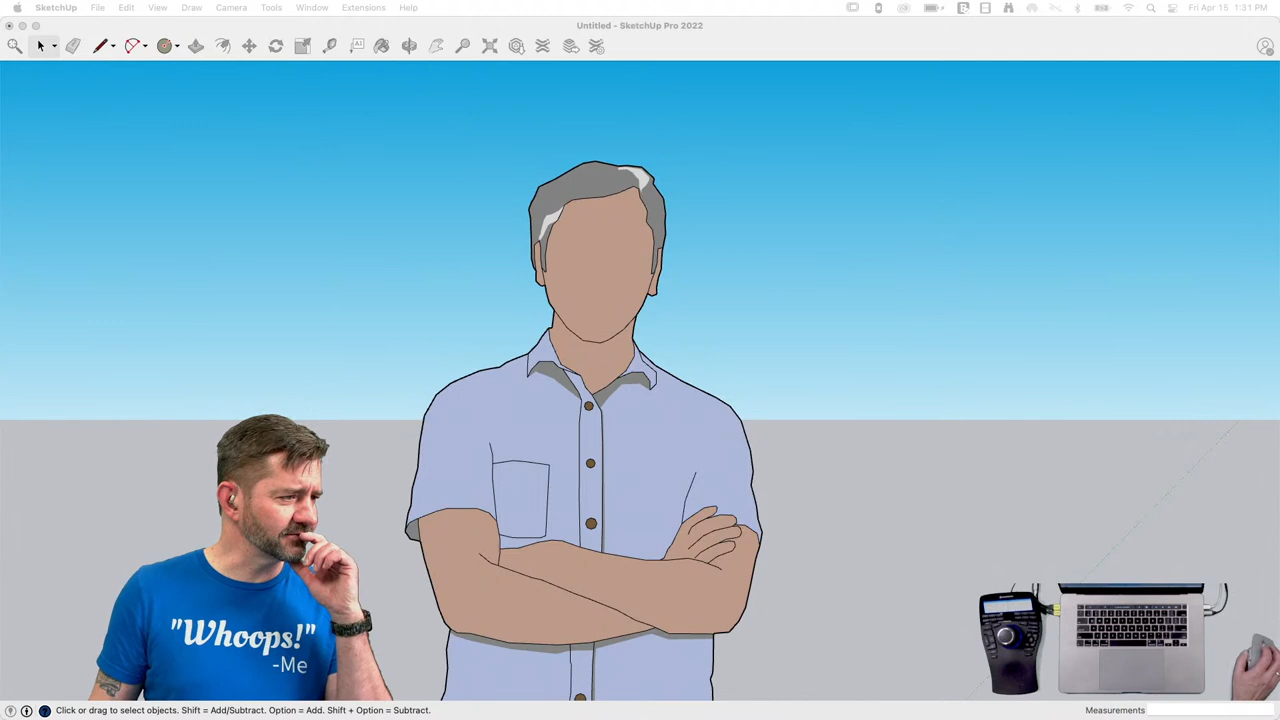 SketchUp File Edit View Draw Camera Tools Window Extensions Help Fri Apr 15 1:31 PM
Untitled - SketchUp Pro 2022
"Whoops!"
-Me
Click or drag to select objects. Shift = Add/Subtract. Option = Add. Shift + Option = Subtract. Measurements